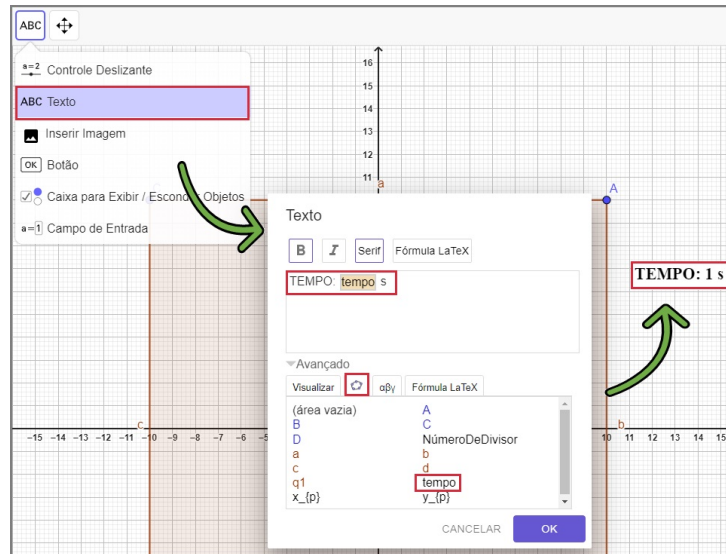 ABC
a=2 Controle Deslizante
ABC Texto
Inserir Imagem
OK Botão
Caixa para Exibir / Esconder Objetos
a=1 Campo de Entrada
16
15
14
13
12
11
a
A
Texto
B I Serif Fórmula LaTeX
TEMPO: tempo s
TEMPO: 1 s
Avançado
Visualizar αβγ Fórmula LaTeX
(área vazia) A
B C
D NúmeroDeDivisor
a b
c d
q1 tempo
x_{p} y_{p}
CANCELAR OK
c
b
−15 −14 −13 −12 −11 −10 −9 −8 −7 −6 −5 10 11 12 13 14 15